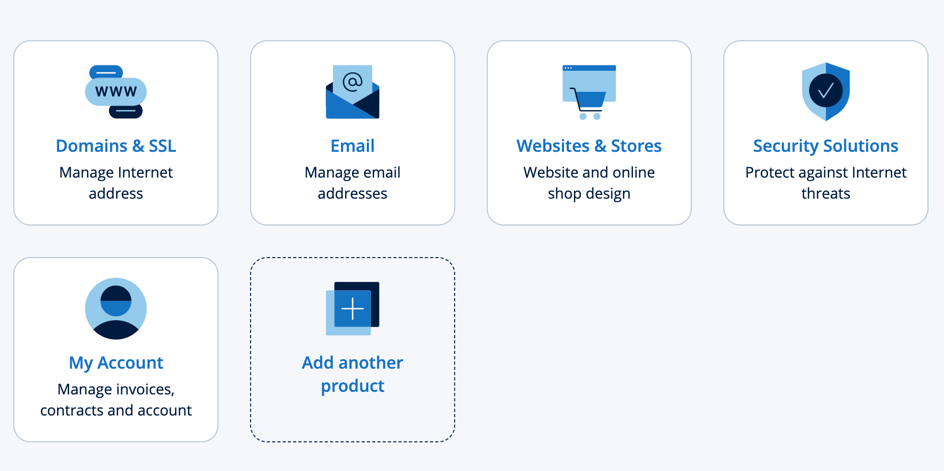 WWW
@
Domains & SSL
Manage Internet
address
Email
Manage email
addresses
Websites & Stores
Website and online
shop design
Security Solutions
Protect against Internet
threats
My Account
Manage invoices,
contracts and account
Add another
product